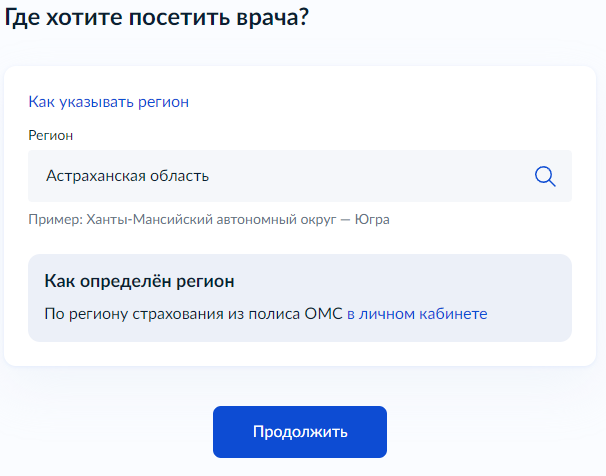 Где хотите посетить врача?
Как указывать регион
Регион
Астраханская область
Пример: Ханты-Мансийский автономный округ — Югра
Как определён регион
По региону страхования из полиса ОМС в личном кабинете
Продолжить